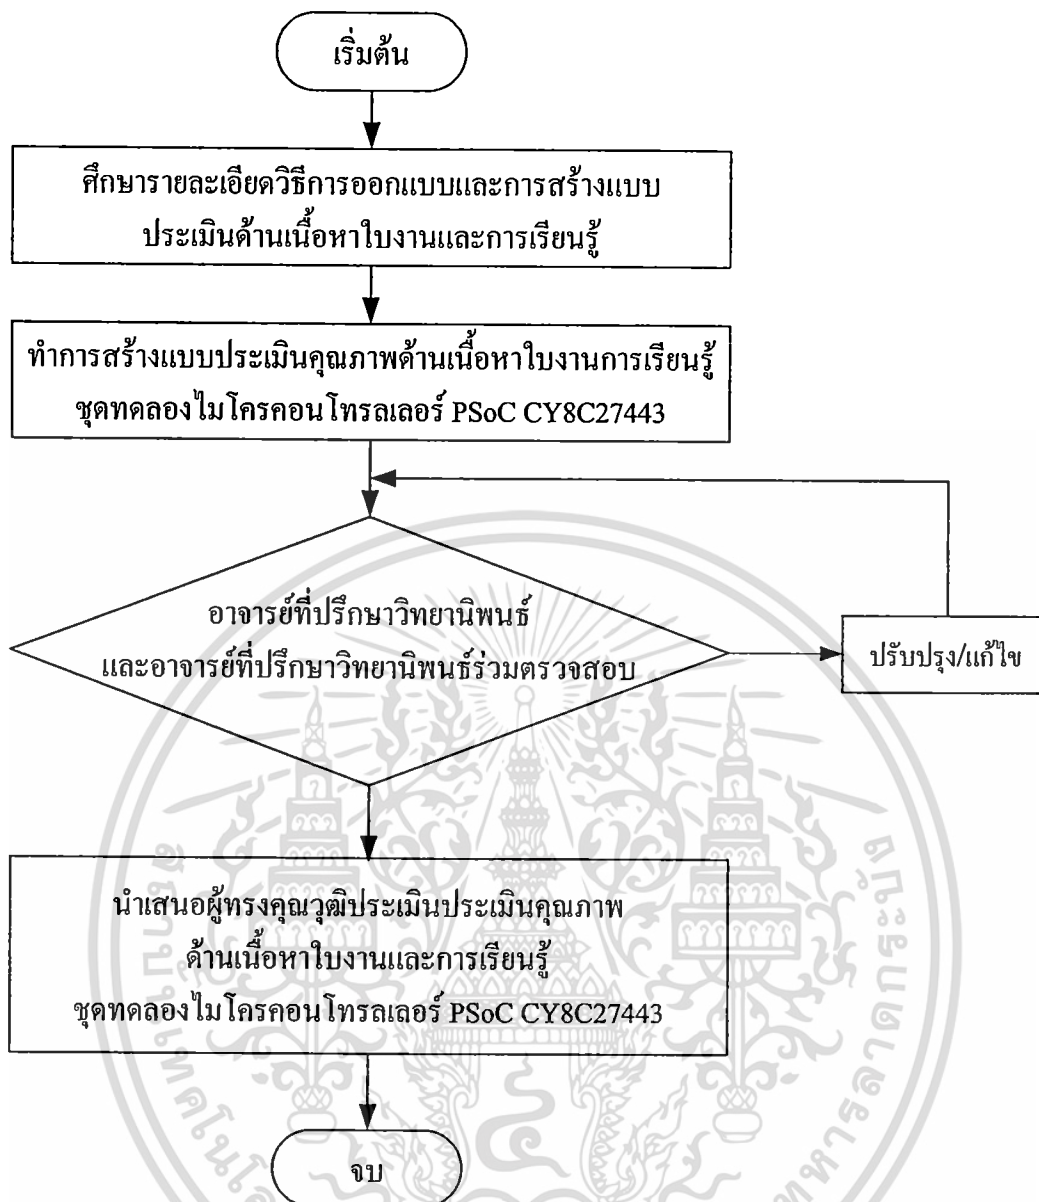 เริ่มต้น
ศึกษารายละเอียดวิธีการออกแบบและการสร้างแบบ
ประเมินด้านเนื้อหาใบงานและการเรียนรู้
ทำการสร้างแบบประเมินคุณภาพด้านเนื้อหาใบงานการเรียนรู้
ชุดทดลองไมโครคอนโทรลเลอร์ PSoC CY8C27443
อาจารย์ที่ปรึกษาวิทยานิพนธ์
และอาจารย์ที่ปรึกษาวิทยานิพนธ์ร่วมตรวจสอบ
ปรับปรุง/แก้ไข
นำเสนอผู้ทรงคุณวุฒิประเมินประเมินคุณภาพ
ด้านเนื้อหาใบงานและการเรียนรู้
ชุดทดลองไมโครคอนโทรลเลอร์ PSoC CY8C27443
จบ